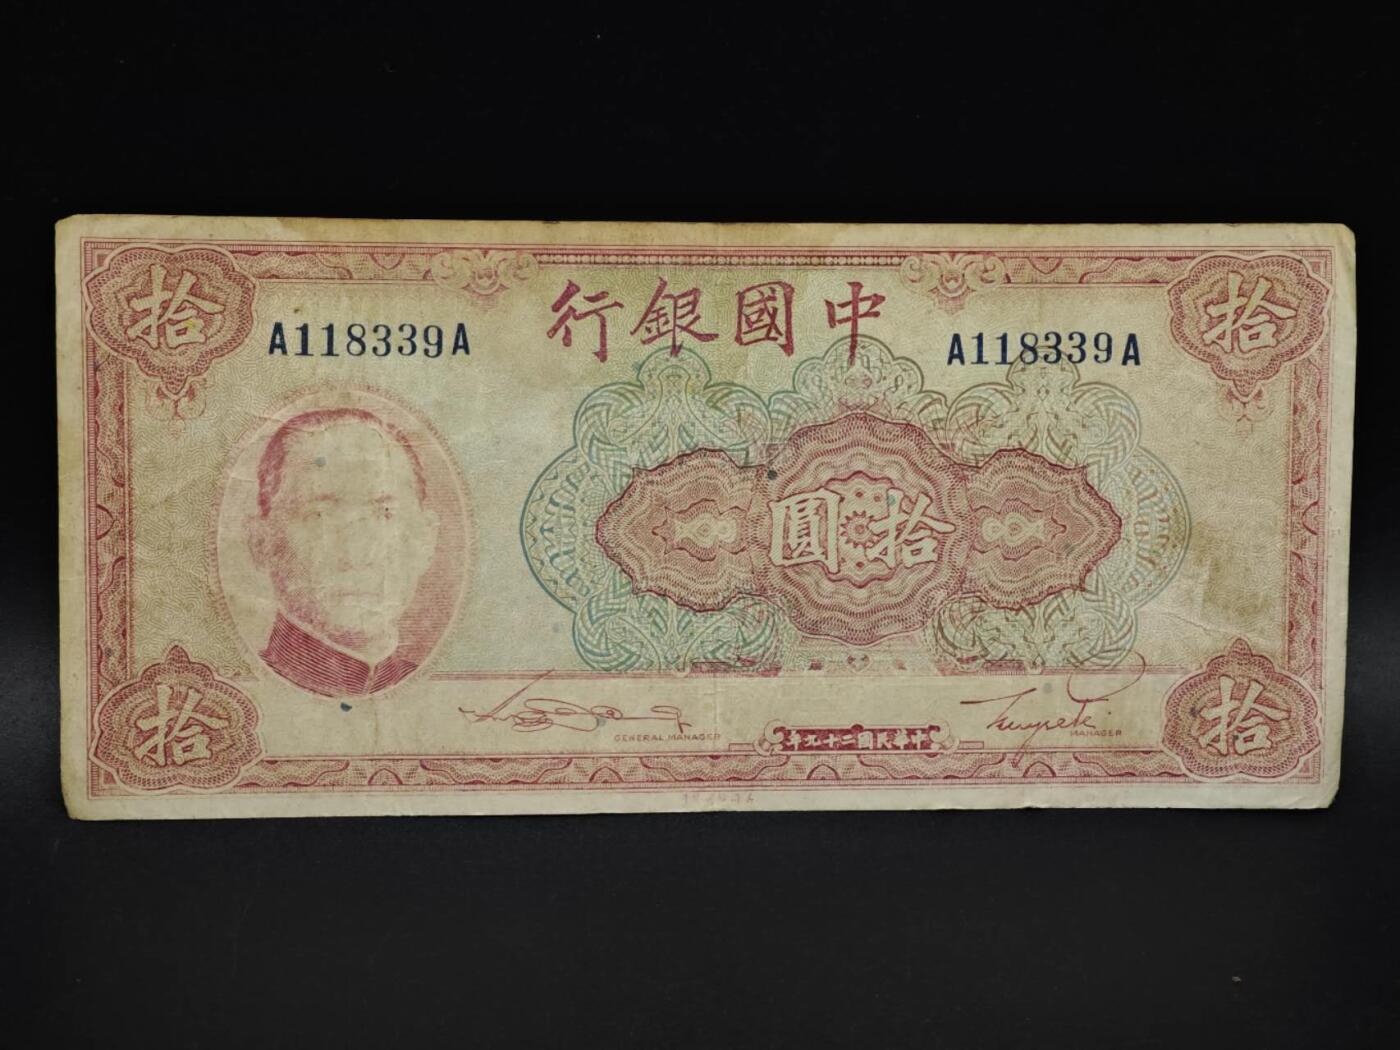 中國銀行
拾
拾
A118339A
A118339A
拾圓
拾
拾
GENERAL MANAGER
中華民國二十九年
MANAGER